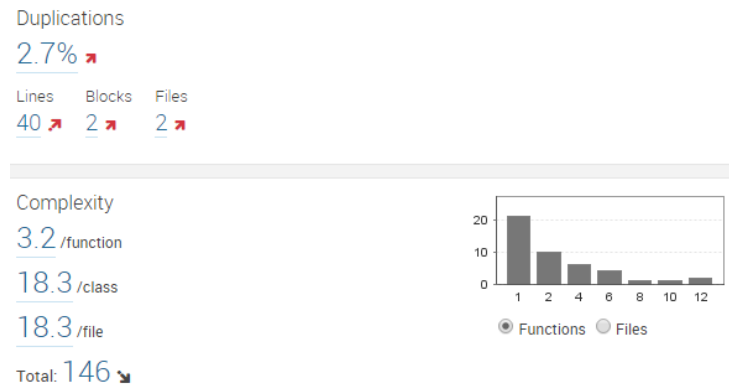 Duplications
2.7%
Lines Blocks Files
40 2 2
Complexity
3.2 /function
18.3 /class
18.3 /file
Total: 146
20
10
0
1 2 4 6 8 10 12
Functions Files